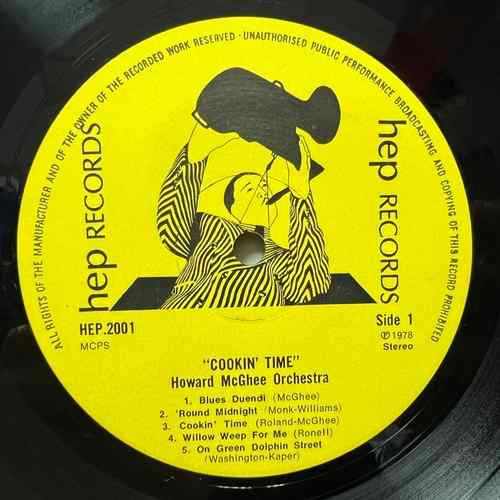 ALL RIGHTS OF THE MANUFACTURER AND OF THE OWNER OF THE RECORDED WORK RESERVED · UNAUTHORISED PUBLIC PERFORMANCE BROADCASTING AND COPYING OF THIS RECORD PROHIBITED
hep RECORDS
hep RECORDS
HEP.2001
MCPS
Side 1
Ⓟ 1978
Stereo
"COOKIN' TIME"
Howard McGhee Orchestra
1. Blues Duendi (McGhee)
2. 'Round Midnight (Monk-Williams)
3. Cookin' Time (Roland-McGhee)
4. Willow Weep For Me (Ronell)
5. On Green Dolphin Street
(Washington-Kaper)